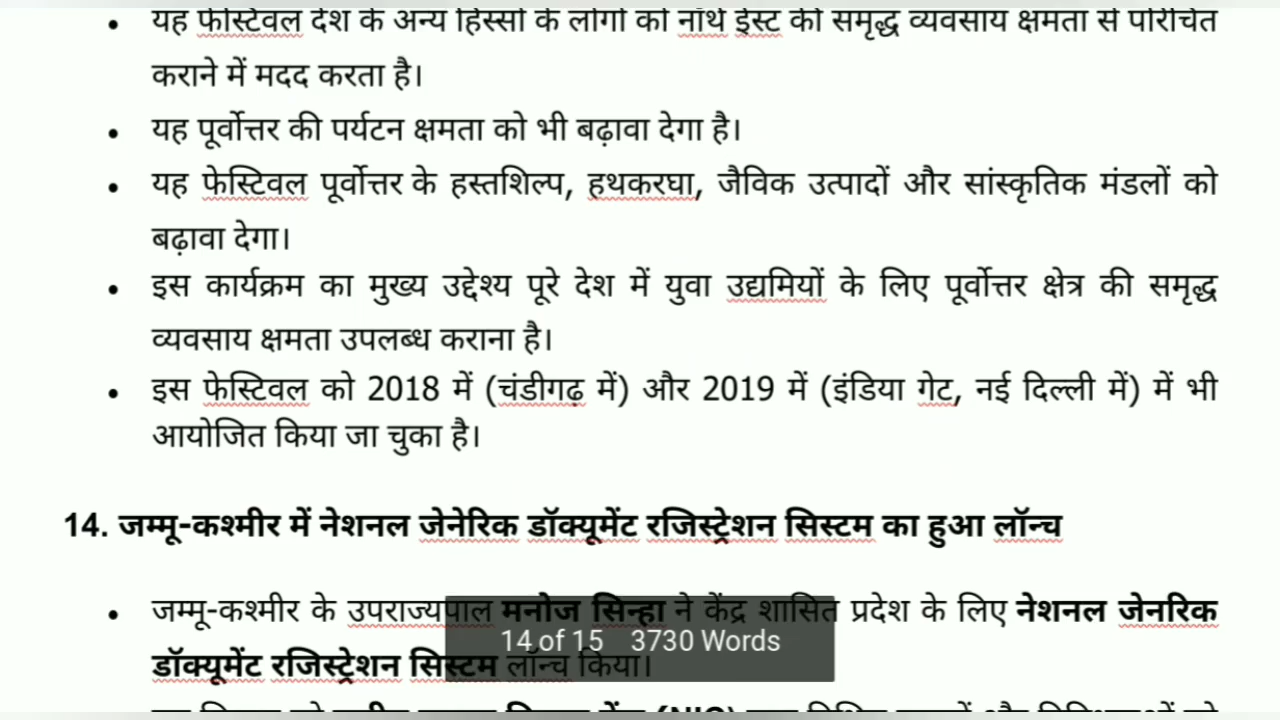 यह फेस्टिवल देश के अन्य हिस्सों के लोगों को नॉर्थ ईस्ट की समृद्ध व्यवसाय क्षमता से परिचित
कराने में मदद करता है।
यह पूर्वोत्तर की पर्यटन क्षमता को भी बढ़ावा देगा है।
यह फेस्टिवल पूर्वोत्तर के हस्तशिल्प, हथकरघा, जैविक उत्पादों और सांस्कृतिक मंडलों को
बढ़ावा देगा।
इस कार्यक्रम का मुख्य उद्देश्य पूरे देश में युवा उद्यमियों के लिए पूर्वोत्तर क्षेत्र की समृद्ध
व्यवसाय क्षमता उपलब्ध कराना है।
इस फेस्टिवल को 2018 में (चंडीगढ़ में) और 2019 में (इंडिया गेट, नई दिल्ली में) में भी
आयोजित किया जा चुका है।
14. जम्मू-कश्मीर में नेशनल जेनेरिक डॉक्यूमेंट रजिस्ट्रेशन सिस्टम का हुआ लॉन्च
जम्मू-कश्मीर के उपराज्यपाल मनोज सिन्हा ने केंद्र शासित प्रदेश के लिए नेशनल जेनरिक
14 of 15 3730 Words
डॉक्यूमेंट रजिस्ट्रेशन सिस्टम लॉन्च किया।